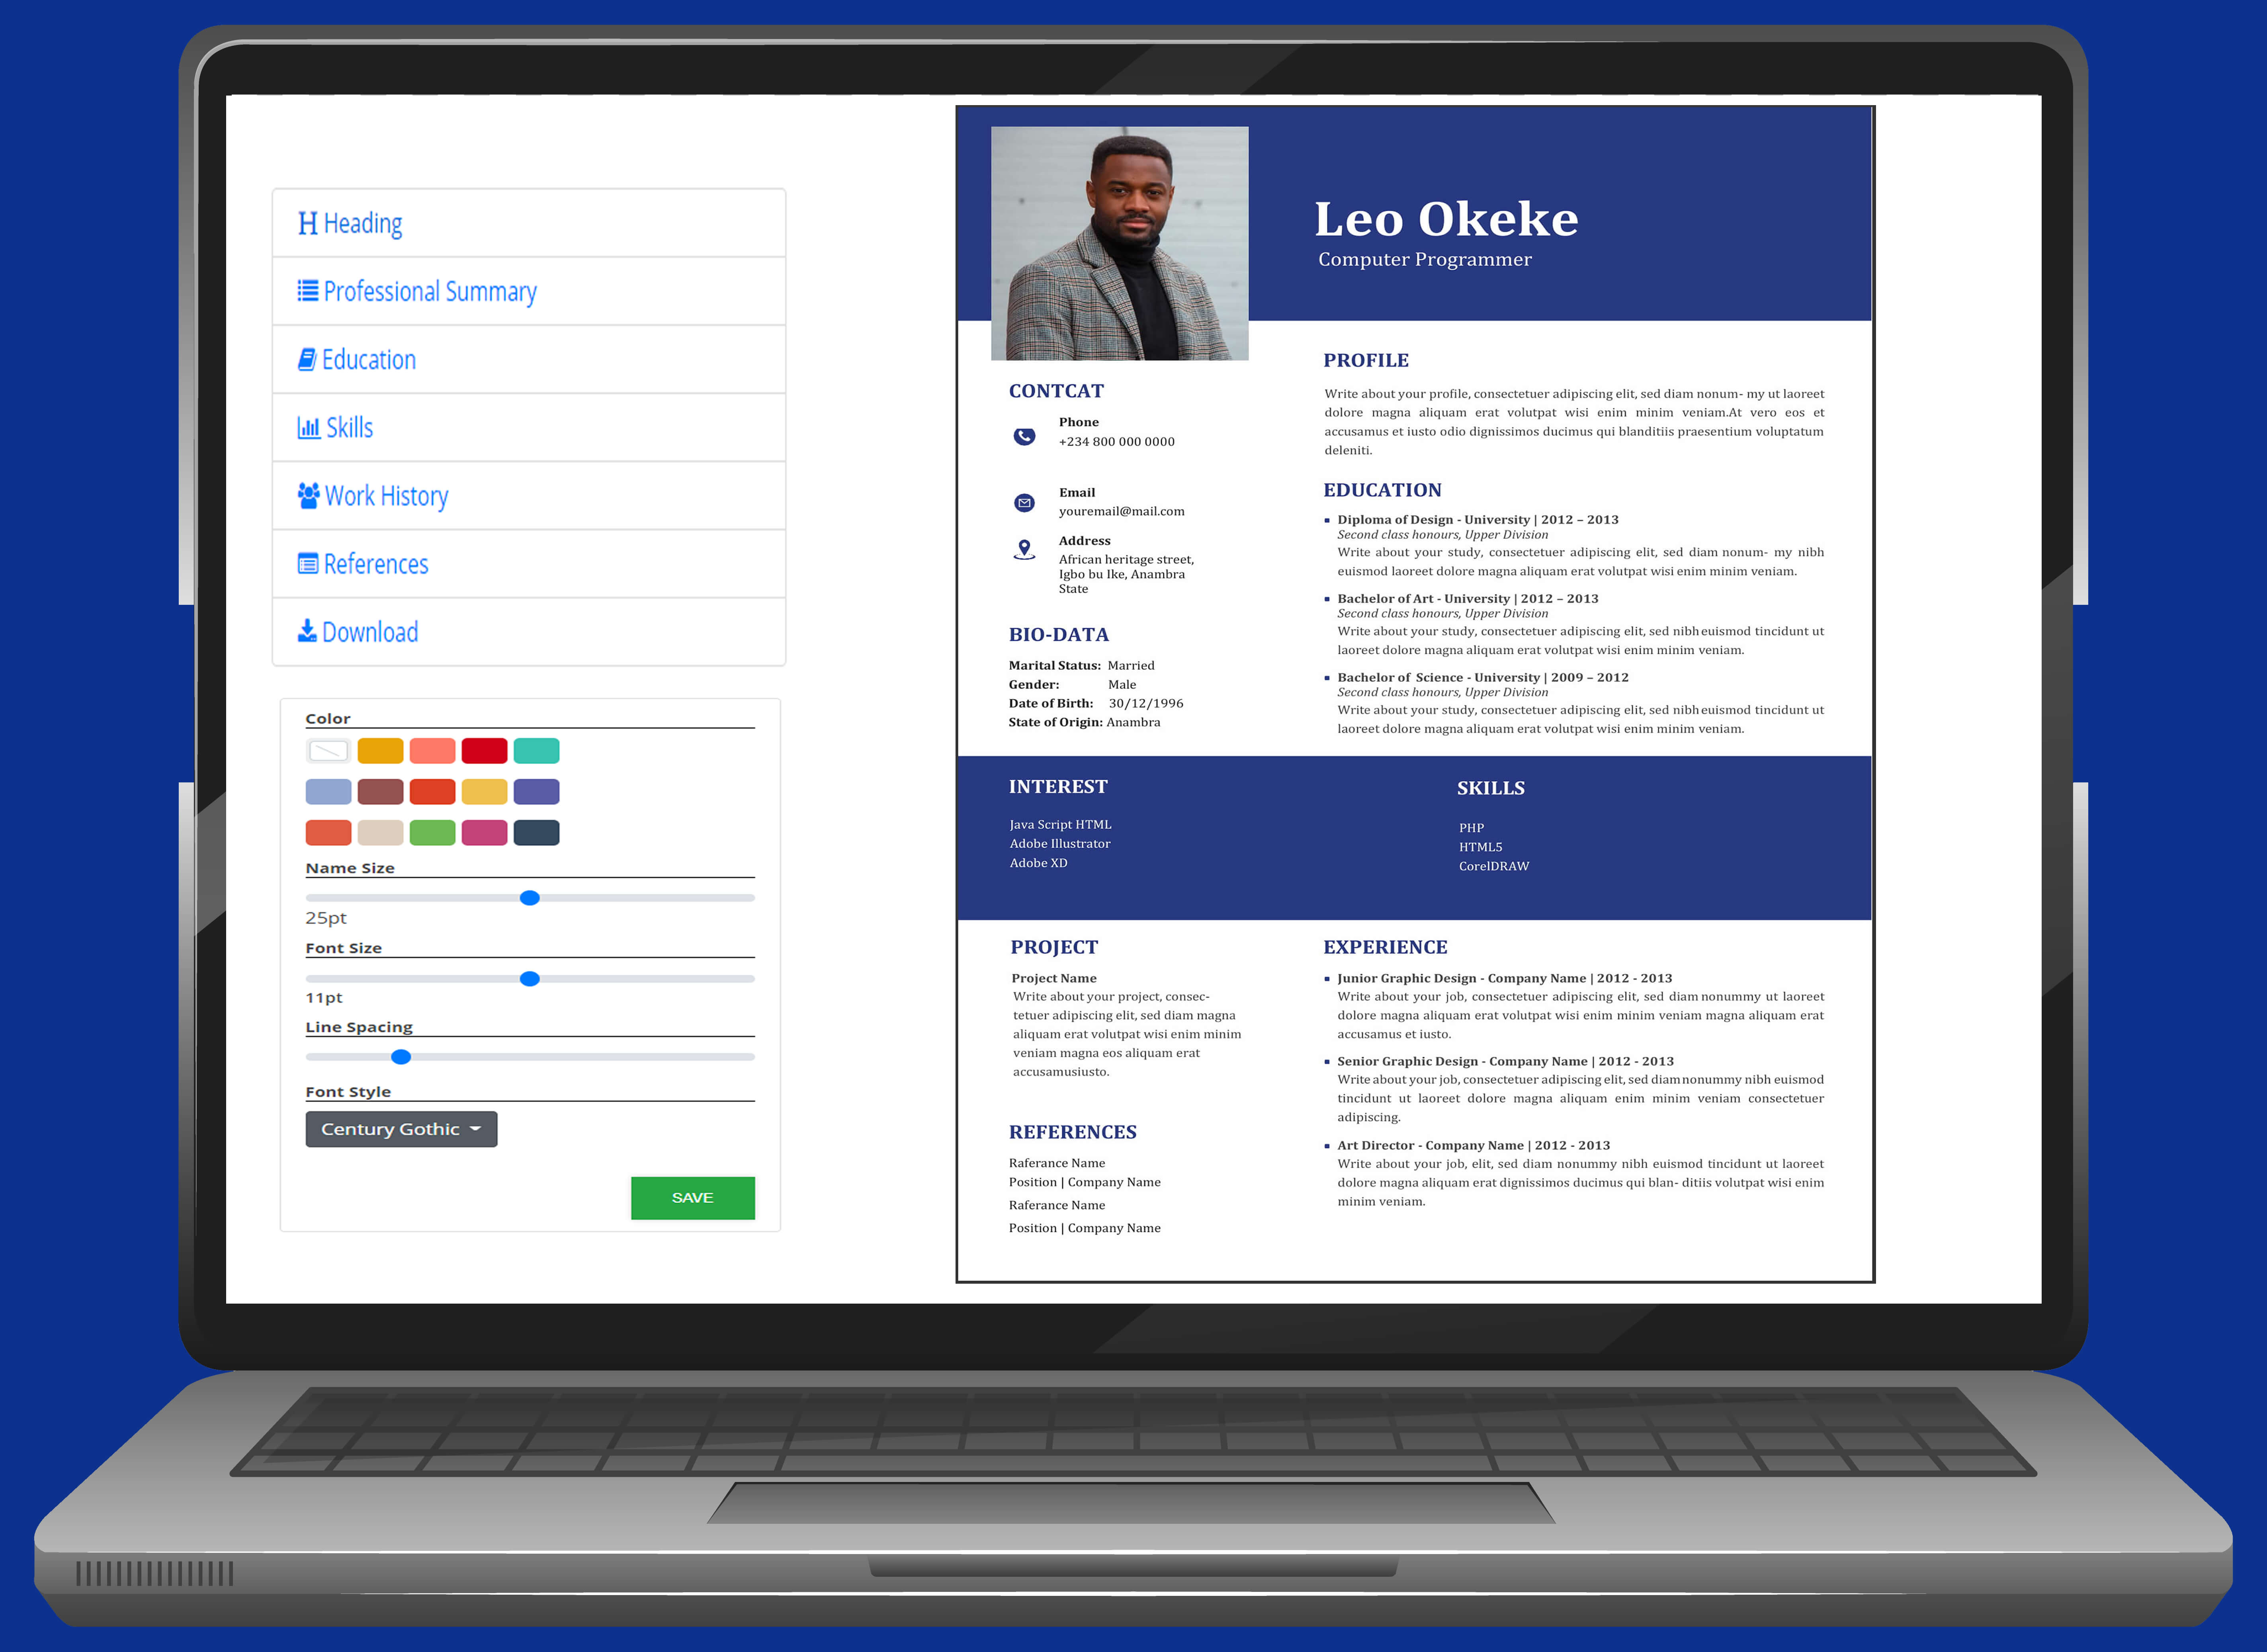 H Heading
Professional Summary
Education
Skills
Work History
References
Download
Color
Name Size
25pt
Font Size
11pt
Line Spacing
Font Style
Century Gothic
SAVE
Leo Okeke
Computer Programmer
CONTCAT
Phone
+234 800 000 0000
Email
youremail@mail.com
Address
African heritage street,
Igbo bu Ike, Anambra
State
BIO-DATA
Marital Status: Married
Gender: Male
Date of Birth: 30/12/1996
State of Origin: Anambra
PROFILE
Write about your profile, consectetuer adipiscing elit, sed diam nonum- my ut laoreet
dolore magna aliquam erat volutpat wisi enim minim veniam.At vero eos et
accusamus et iusto odio dignissimos ducimus qui blanditiis praesentium voluptatum
deleniti.
EDUCATION
Diploma of Design - University | 2012 – 2013
Second class honours, Upper Division
Write about your study, consectetuer adipiscing elit, sed diam nonum- my nibh
euismod laoreet dolore magna aliquam erat volutpat wisi enim minim veniam.
Bachelor of Art - University | 2012 – 2013
Second class honours, Upper Division
Write about your study, consectetuer adipiscing elit, sed nibh euismod tincidunt ut
laoreet dolore magna aliquam erat volutpat wisi enim minim veniam.
Bachelor of Science - University | 2009 – 2012
Second class honours, Upper Division
Write about your study, consectetuer adipiscing elit, sed nibh euismod tincidunt ut
laoreet dolore magna aliquam erat volutpat wisi enim minim veniam.
INTEREST
Java Script HTML
Adobe Illustrator
Adobe XD
SKILLS
PHP
HTML5
CorelDRAW
PROJECT
Project Name
Write about your project, consec-
tetuer adipiscing elit, sed diam magna
aliquam erat volutpat wisi enim minim
veniam magna eos aliquam erat
accusamusiusto.
REFERENCES
Raferance Name
Position | Company Name
Raferance Name
Position | Company Name
EXPERIENCE
Junior Graphic Design - Company Name | 2012 - 2013
Write about your job, consectetuer adipiscing elit, sed diam nonummy ut laoreet
dolore magna aliquam erat volutpat wisi enim minim veniam magna aliquam erat
accusamus et iusto.
Senior Graphic Design - Company Name | 2012 - 2013
Write about your job, consectetuer adipiscing elit, sed diam nonummy nibh euismod
tincidunt ut laoreet dolore magna aliquam enim minim veniam consectetuer
adipiscing.
Art Director - Company Name | 2012 - 2013
Write about your job, elit, sed diam nonummy nibh euismod tincidunt ut laoreet
dolore magna aliquam erat dignissimos ducimus qui blan- ditiis volutpat wisi enim
minim veniam.